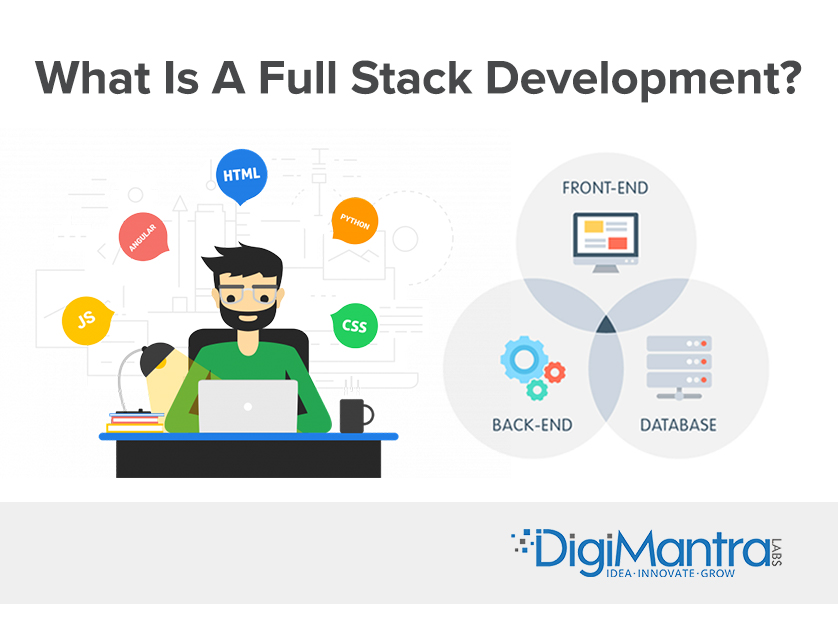 What Is A Full Stack Development?
HTML
ANGULAR
PYTHON
JS
CSS
FRONT-END
BACK-END
DATABASE
DigiMantra LABS
IDEA · INNOVATE · GROW